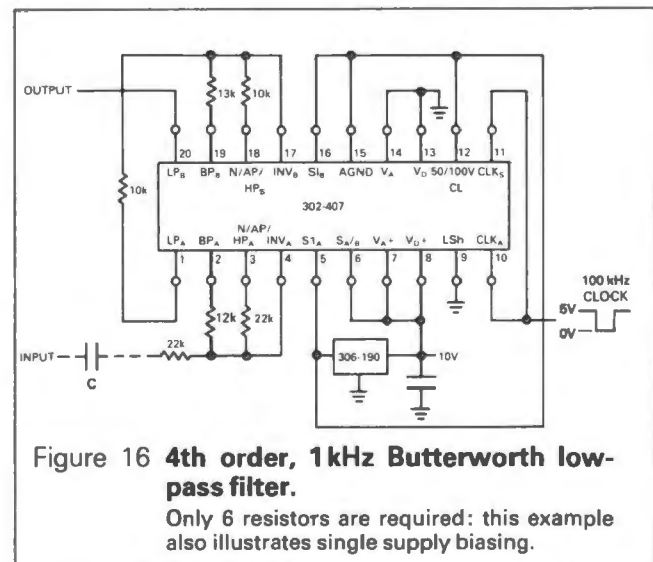 OUTPUT
13k
10k
20 19 18 17 16 15 14 13 12 11
LP_B BP_B N/AP/ INV_B SI_B AGND V_A V_D 50/100V CLK_S
HP_S CL
10k
302-407
N/AP/
LP_A BP_A HP_A INV_A S1_A S_A/B V_A+ V_D+ LSh CLK_A
1 2 3 4 5 6 7 8 9 10
100 kHz
CLOCK
5V
0V
12k
22k
INPUT
22k
C
306-190
10V
Figure 16 4th order, 1kHz Butterworth low-
pass filter.
Only 6 resistors are required: this example
also illustrates single supply biasing.